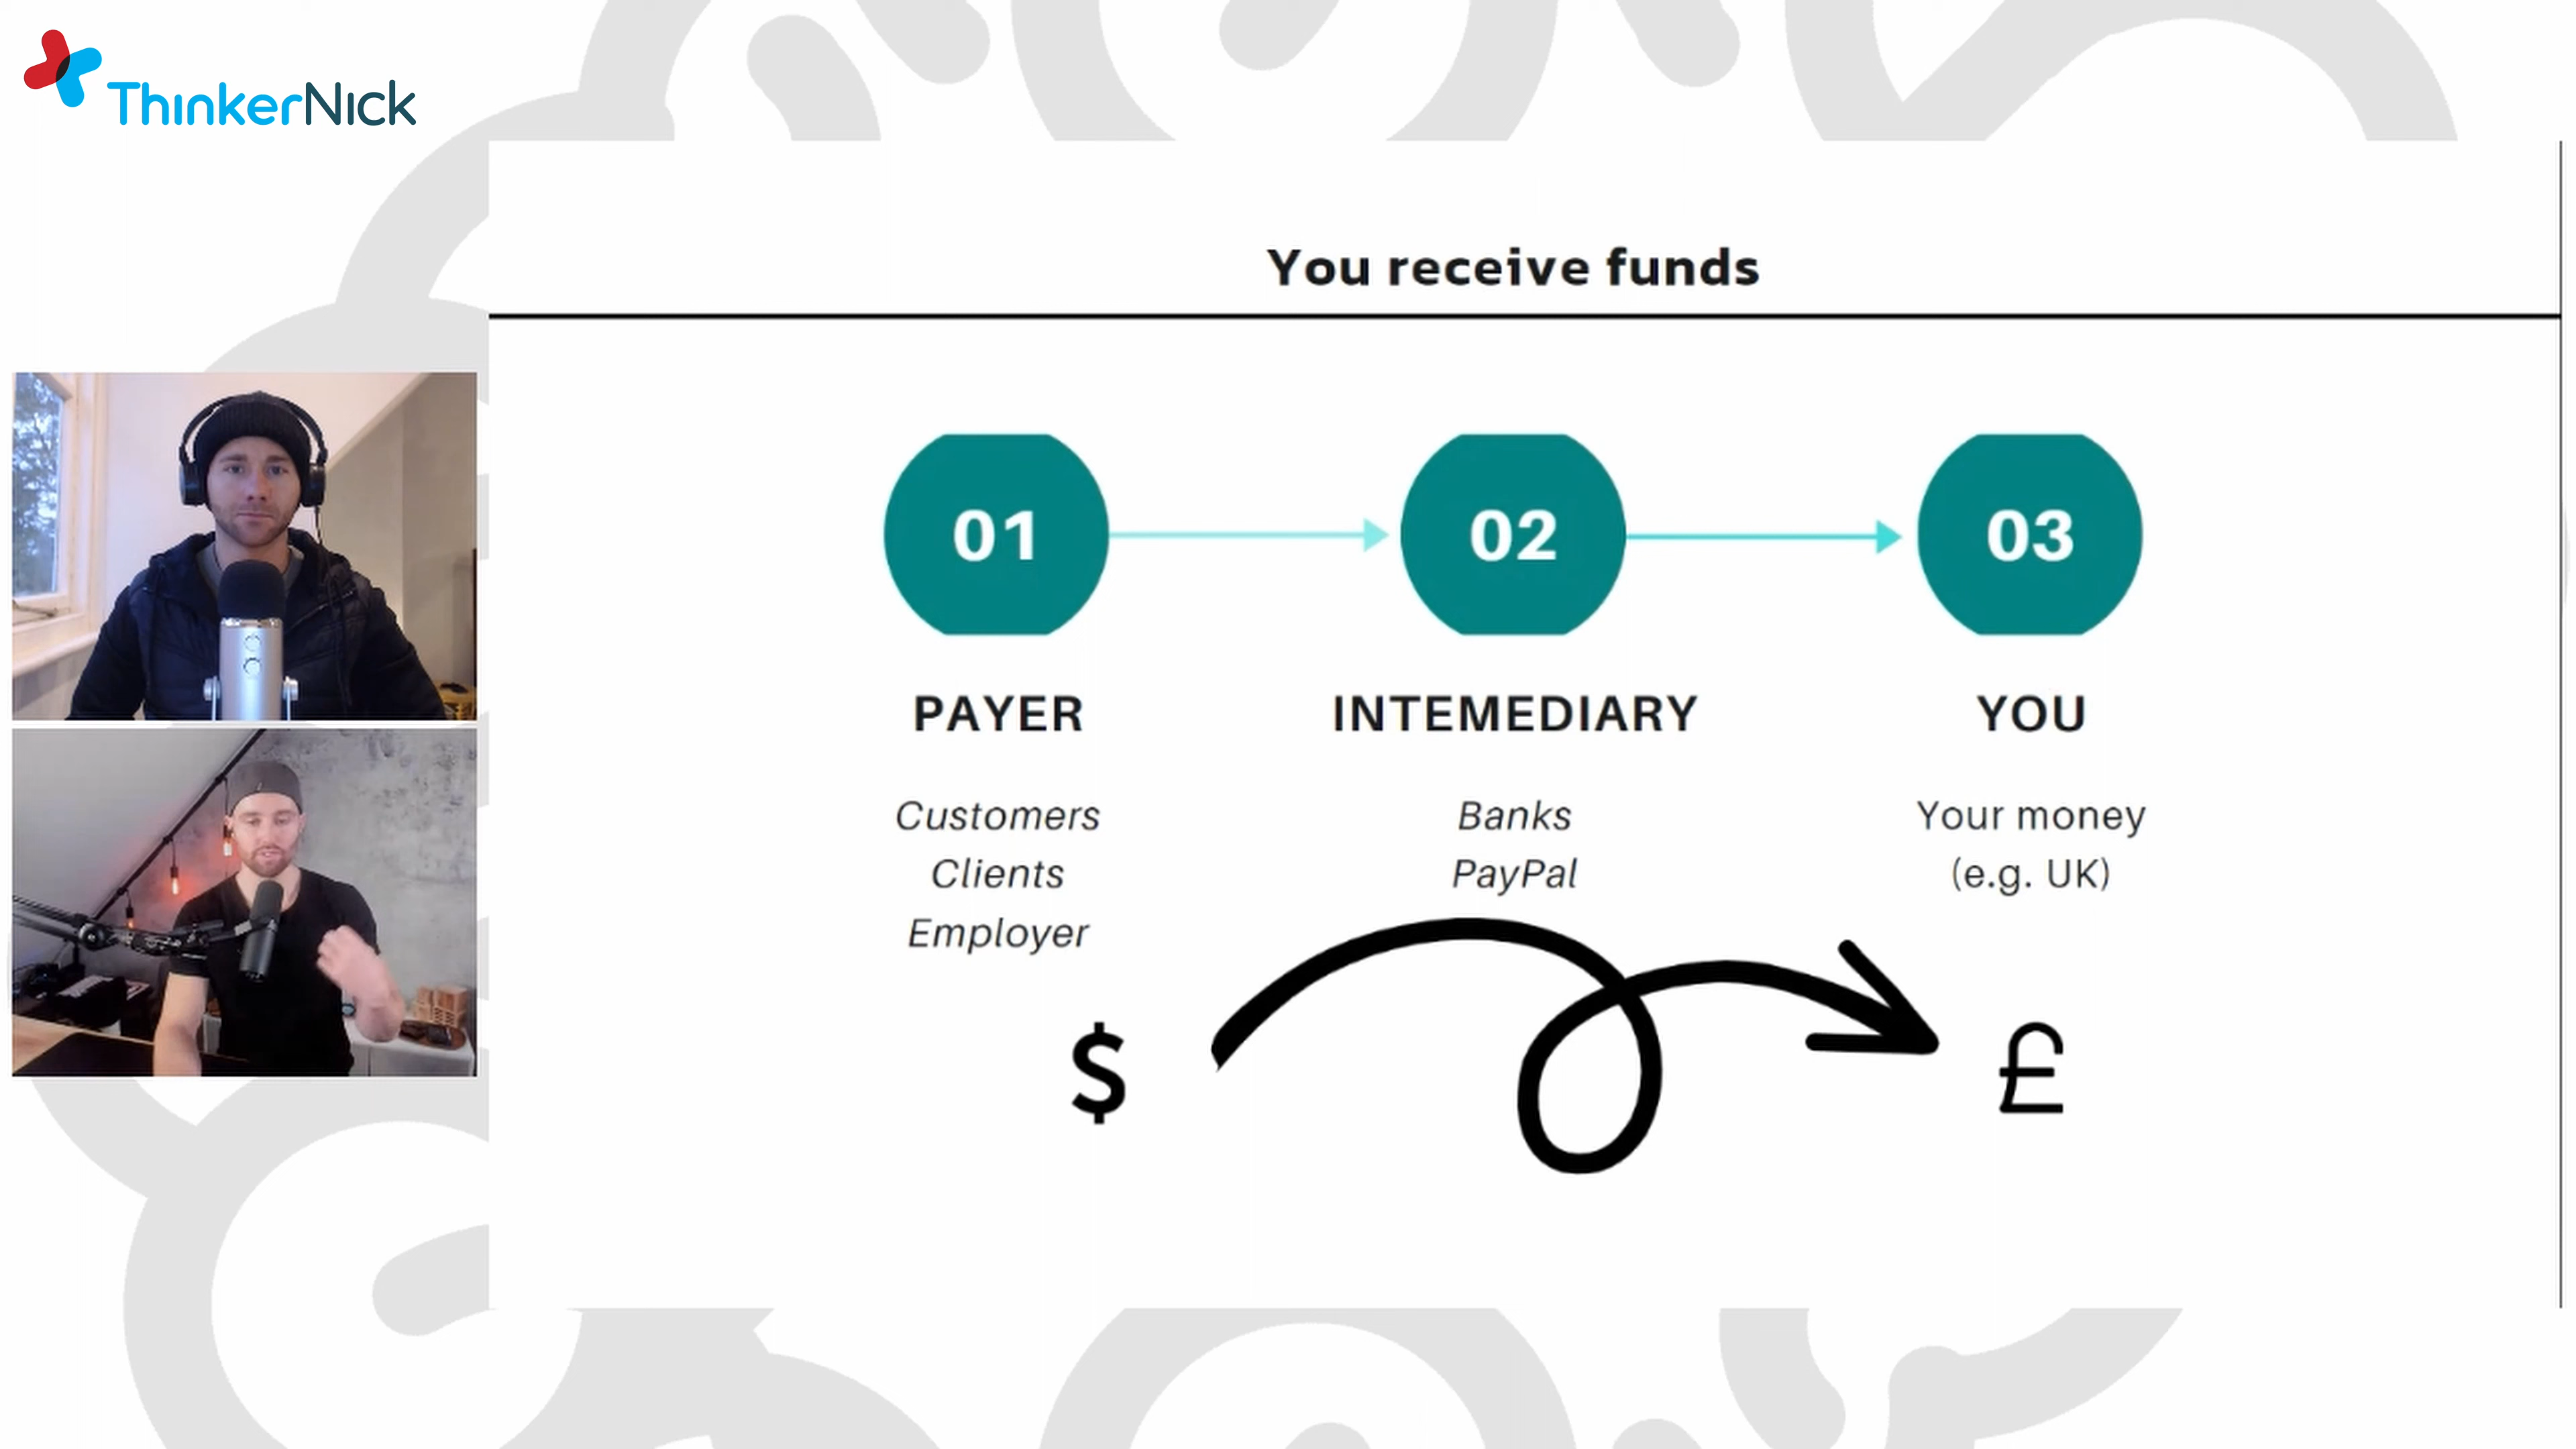 ThinkerNick
You receive funds
01
02
03
PAYER
INTEMEDIARY
YOU
Customers
Clients
Employer
Banks
PayPal
Your money
(e.g. UK)
$
£